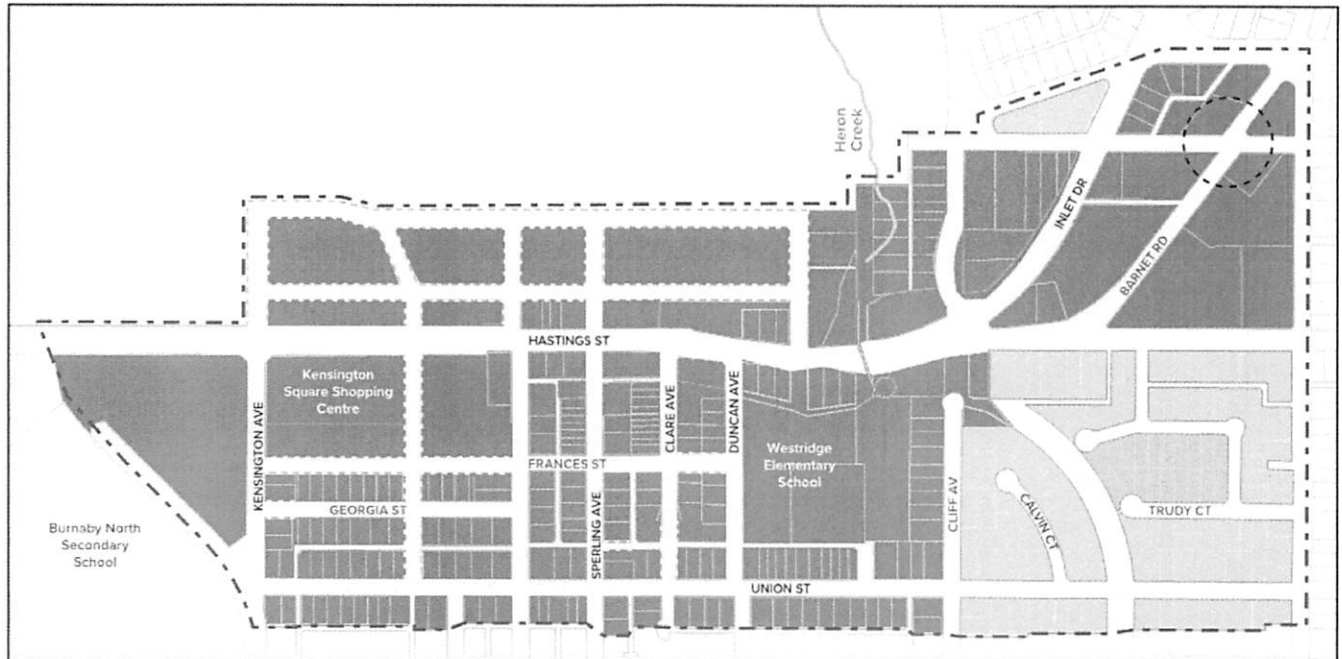 Heron
Creek
INLET DR
BARNET RD
HASTINGS ST
Kensington
Square Shopping
Centre
KENSINGTON AVE
CLARE AVE
DUNCAN AVE
FRANCES ST
Westridge
Elementary
School
GEORGIA ST
SPERLING AVE
CLIFF AV
CALVIN CT
TRUDY CT
Burnaby North
Secondary
School
UNION ST